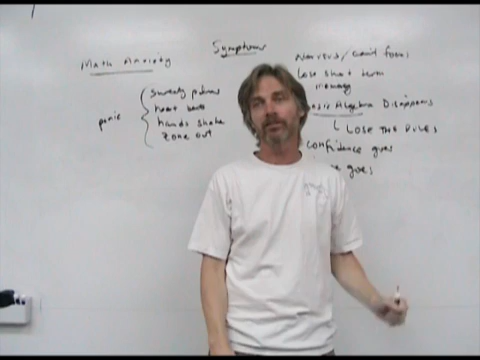 Symptoms
Math Anxiety
panic
sweaty palms
heart beats
hands shake
zone out
Nervous/can't focus
lose short term
memory
Algebra Disappears
LOSE THE RULES
confidence goes
goes